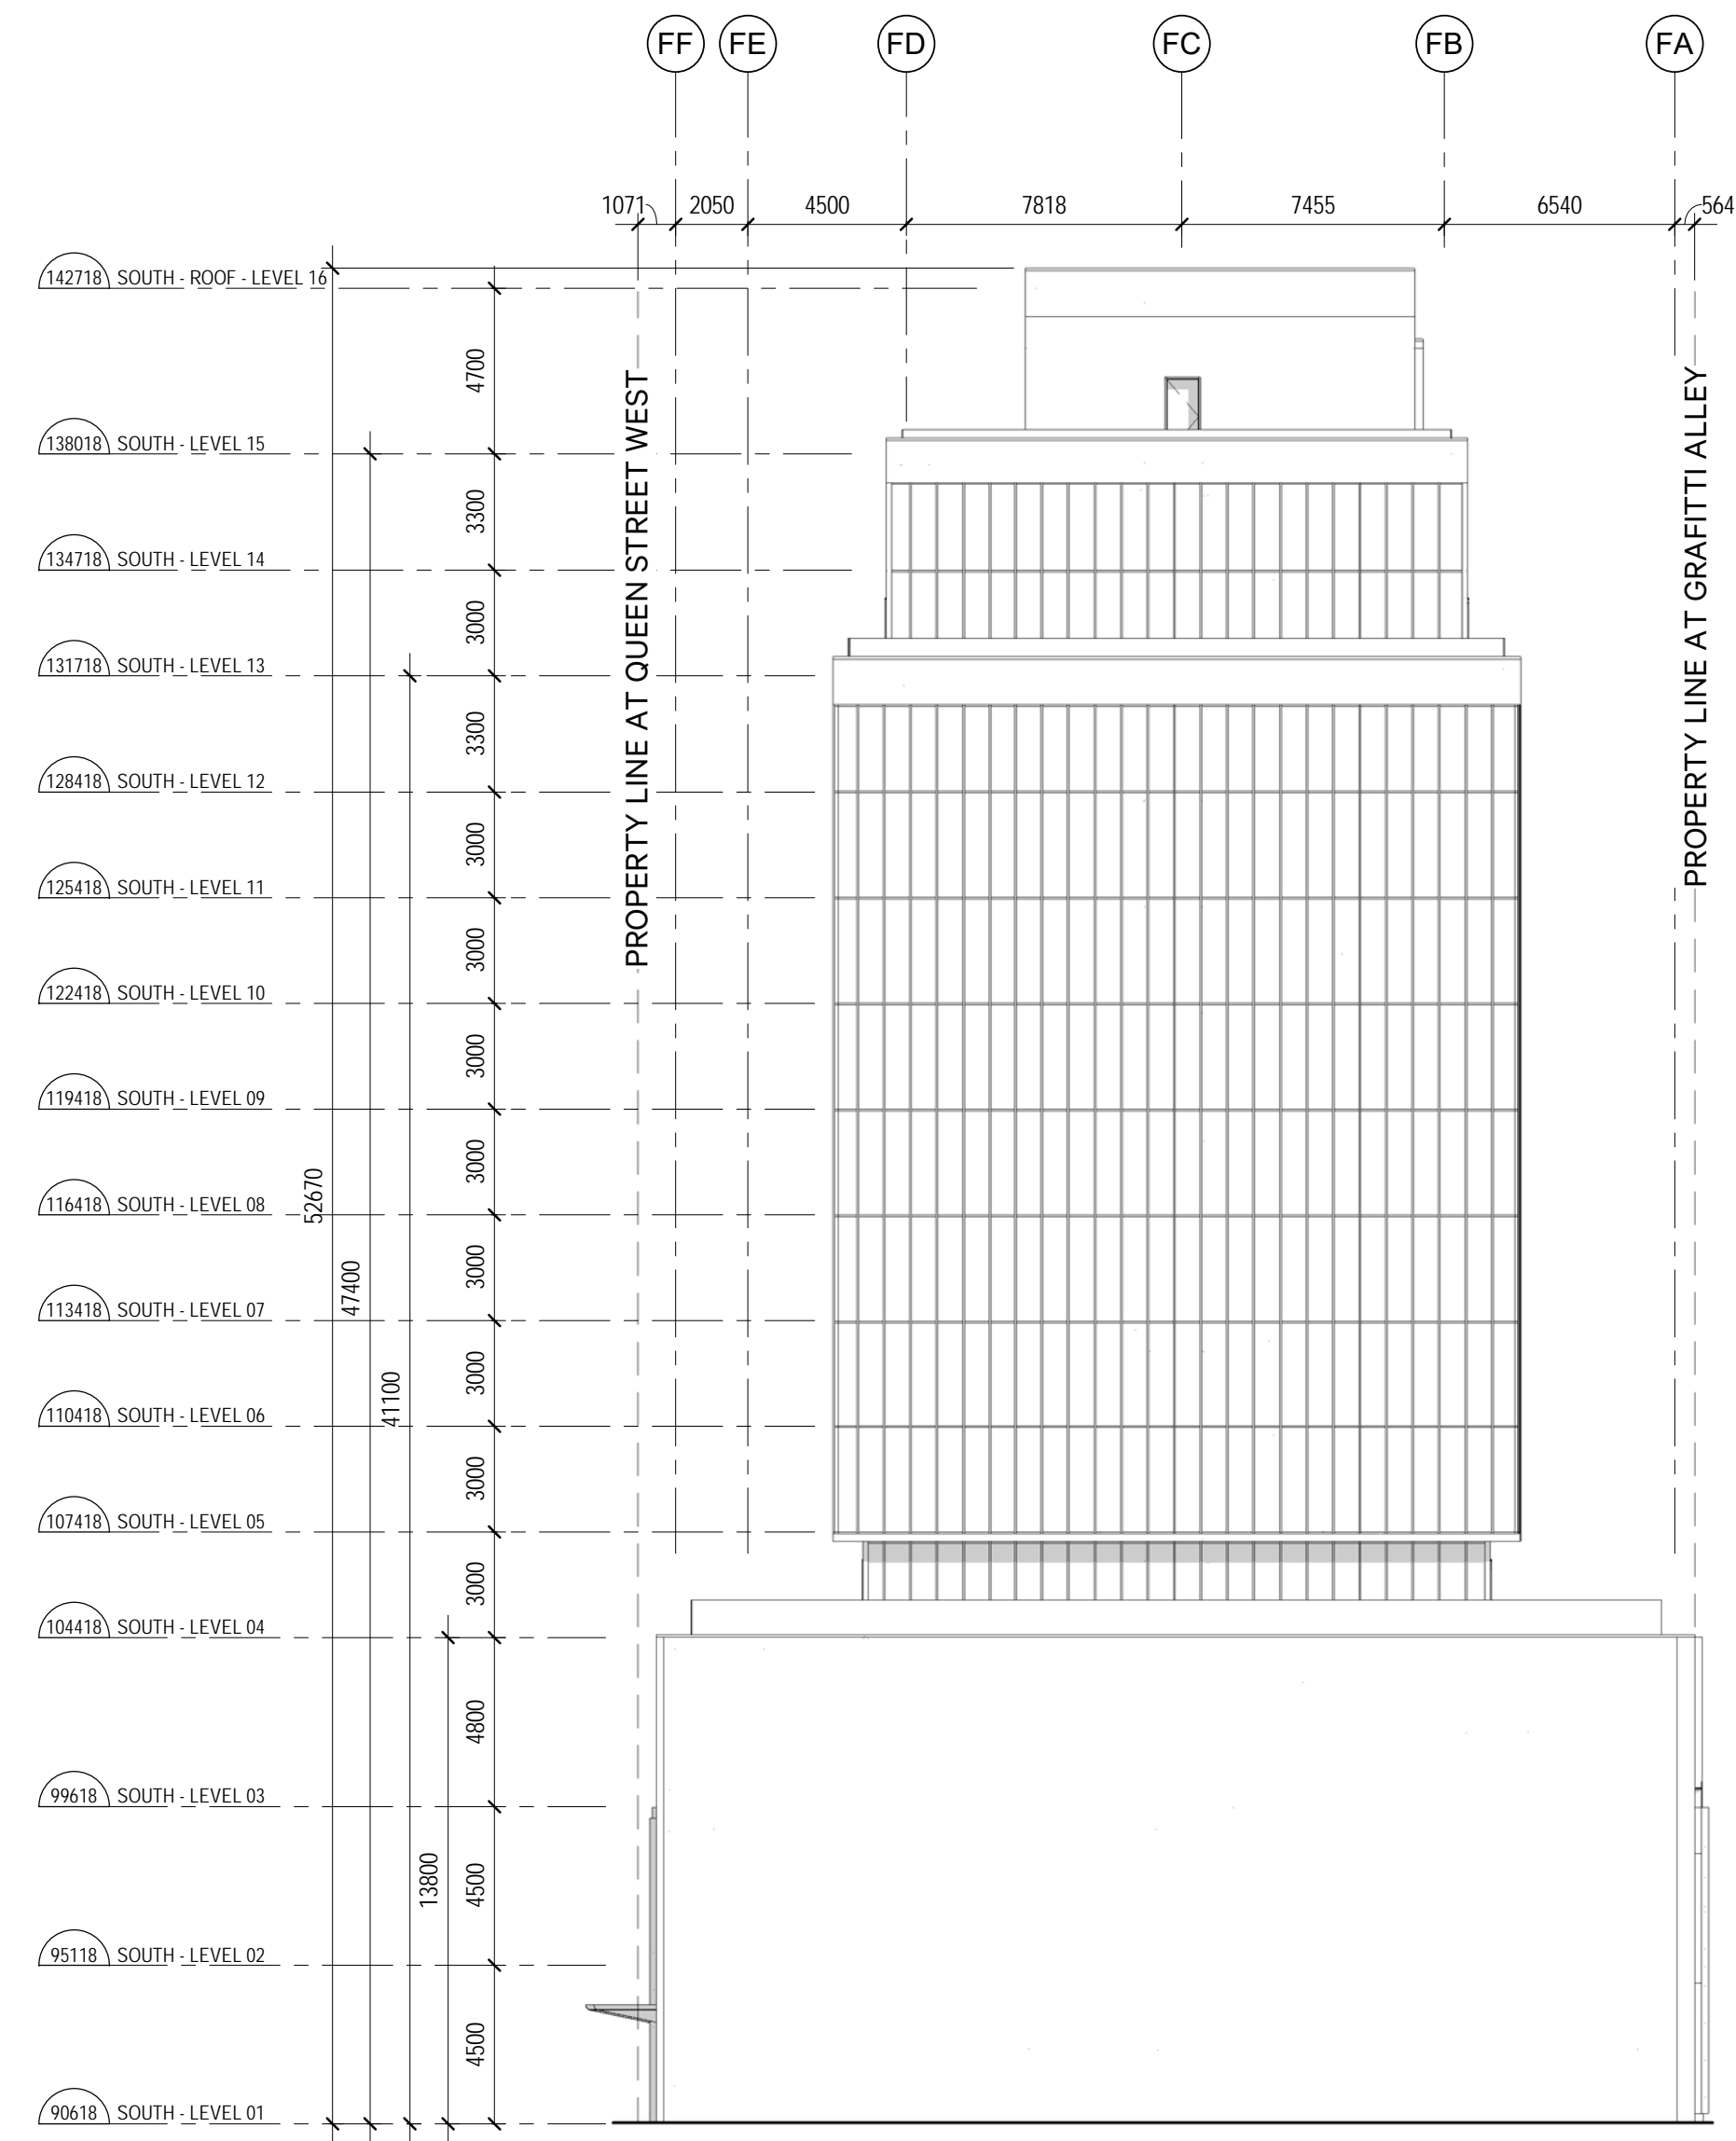 FF FE FD FC FB FA
1071 2050 4500 7818 7455 6540 564
142718 SOUTH - ROOF - LEVEL 16
4700
138018 SOUTH - LEVEL 15
3300
134718 SOUTH - LEVEL 14
3000
131718 SOUTH - LEVEL 13
3300
128418 SOUTH - LEVEL 12
3000
125418 SOUTH - LEVEL 11
3000
122418 SOUTH - LEVEL 10
3000
119418 SOUTH - LEVEL 09
3000
116418 SOUTH - LEVEL 08
3000
113418 SOUTH - LEVEL 07
3000
110418 SOUTH - LEVEL 06
3000
107418 SOUTH - LEVEL 05
3000
104418 SOUTH - LEVEL 04
4800
99618 SOUTH - LEVEL 03
4500
95118 SOUTH - LEVEL 02
4500
90618 SOUTH - LEVEL 01
52670
47400
41100
13800
PROPERTY LINE AT QUEEN STREET WEST
PROPERTY LINE AT GRAFITTI ALLEY